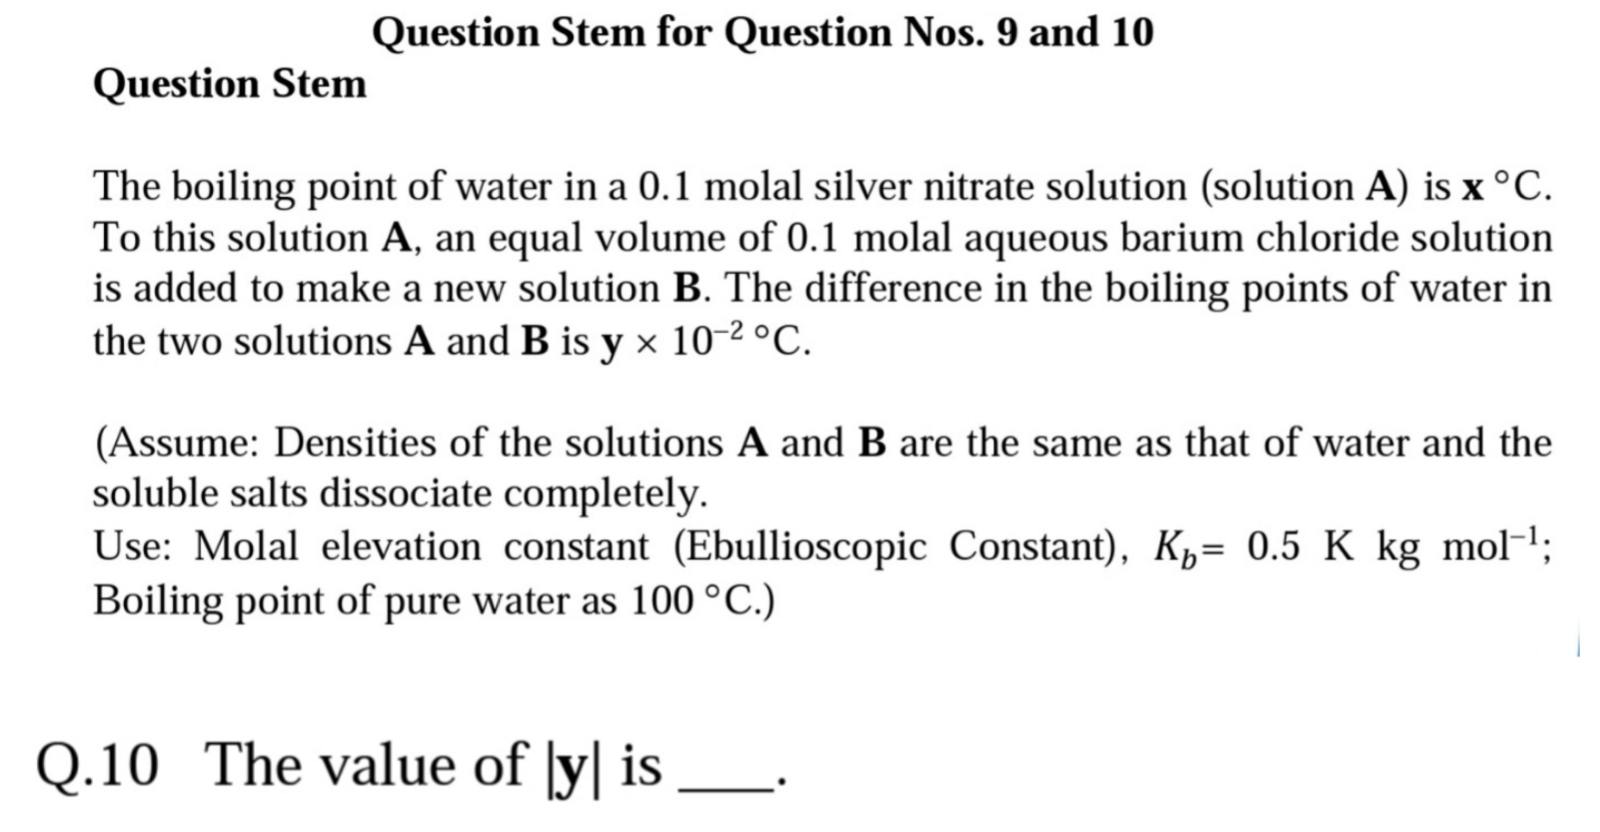 Question Stem for Question Nos. 9 and 10
Question Stem
The boiling point of water in a 0.1 molal silver nitrate solution (solution A) is x °C.
To this solution A, an equal volume of 0.1 molal aqueous barium chloride solution
is added to make a new solution B. The difference in the boiling points of water in
the two solutions A and B is y × 10⁻² °C.
(Assume: Densities of the solutions A and B are the same as that of water and the
soluble salts dissociate completely.
Use: Molal elevation constant (Ebullioscopic Constant), K_b= 0.5 K kg mol⁻¹;
Boiling point of pure water as 100 °C.)
Q.10 The value of |y| is ___.